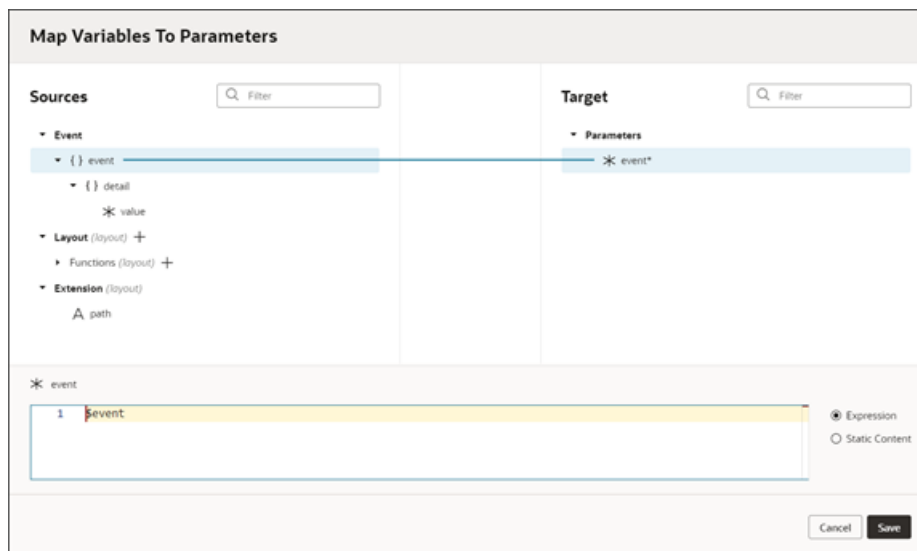 Map Variables To Parameters
Sources
Filter
Target
Filter
Event
{ } event
{ } detail
value
Layout (layout) +
Functions (layout) +
Extension (layout)
A path
Parameters
event*
event
1 $event
Expression
Static Content
Cancel
Save